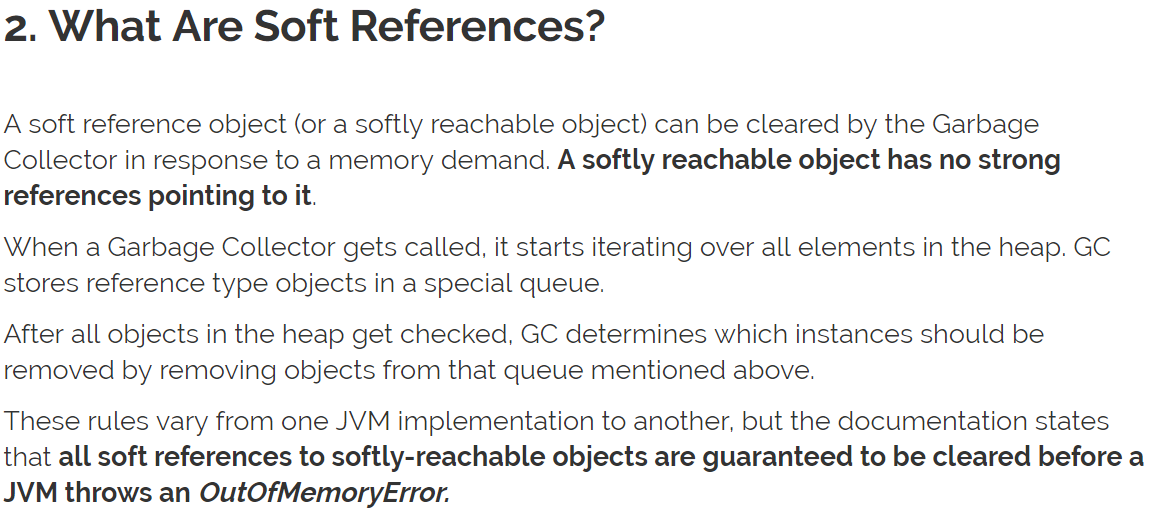 2. What Are Soft References?
A soft reference object (or a softly reachable object) can be cleared by the Garbage
Collector in response to a memory demand. A softly reachable object has no strong
references pointing to it.
When a Garbage Collector gets called, it starts iterating over all elements in the heap. GC
stores reference type objects in a special queue.
After all objects in the heap get checked, GC determines which instances should be
removed by removing objects from that queue mentioned above.
These rules vary from one JVM implementation to another, but the documentation states
that all soft references to softly-reachable objects are guaranteed to be cleared before a
JVM throws an OutOfMemoryError.